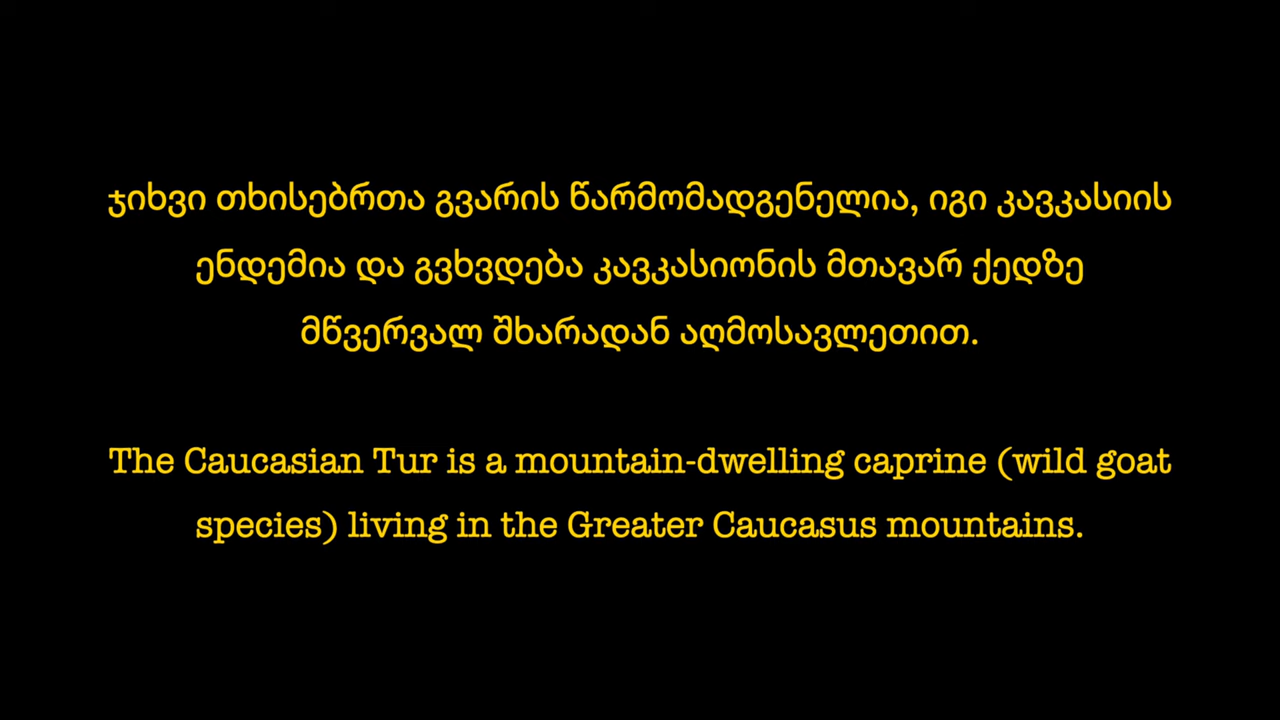 ჯიხვი თხისებრთა გვარის წარმომადგენელია, იგი კავკასიის
ენდემია და გვხვდება კავკასიონის მთავარ ქედზე
მწვერვალ შხარადან აღმოსავლეთით.
The Caucasian Tur is a mountain-dwelling caprine (wild goat
species) living in the Greater Caucasus mountains.